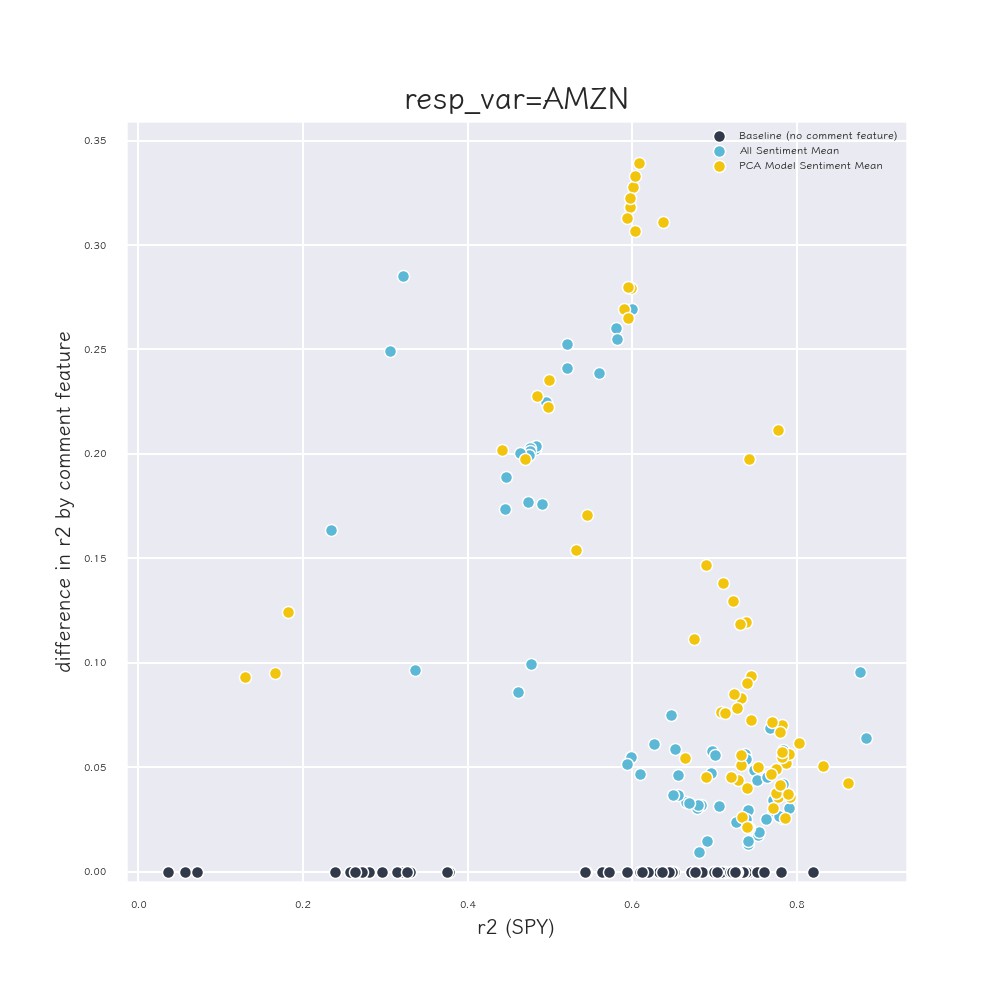 resp_var=AMZN
Baseline (no comment feature)
All Sentiment Mean
PCA Model Sentiment Mean
difference in r2 by comment feature
0.35
0.30
0.25
0.20
0.15
0.10
0.05
0.00
0.0 0.2 0.4 0.6 0.8
r2 (SPY)